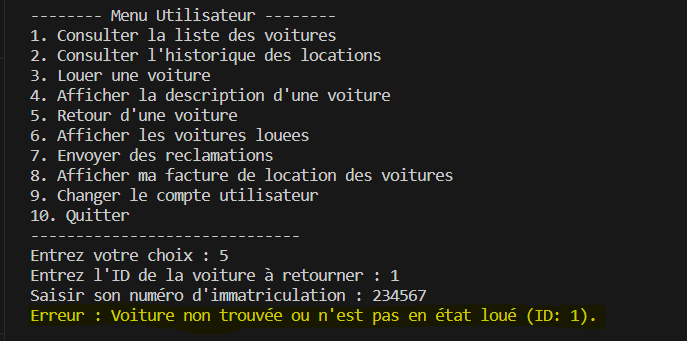 -------- Menu Utilisateur --------
1. Consulter la liste des voitures
2. Consulter l'historique des locations
3. Louer une voiture
4. Afficher la description d'une voiture
5. Retour d'une voiture
6. Afficher les voitures louees
7. Envoyer des reclamations
8. Afficher ma facture de location des voitures
9. Changer le compte utilisateur
10. Quitter
------------------------------
Entrez votre choix : 5
Entrez l'ID de la voiture à retourner : 1
Saisir son numéro d'immatriculation : 234567
Erreur : Voiture non trouvée ou n'est pas en état loué (ID: 1).